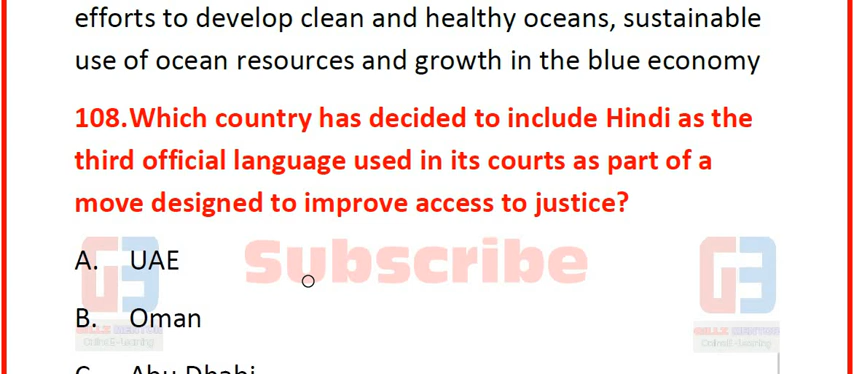 efforts to develop clean and healthy oceans, sustainable
use of ocean resources and growth in the blue economy
108.Which country has decided to include Hindi as the
third official language used in its courts as part of a
move designed to improve access to justice?
Subscribe
A. UAE
B. Oman
C. Abu Dhabi